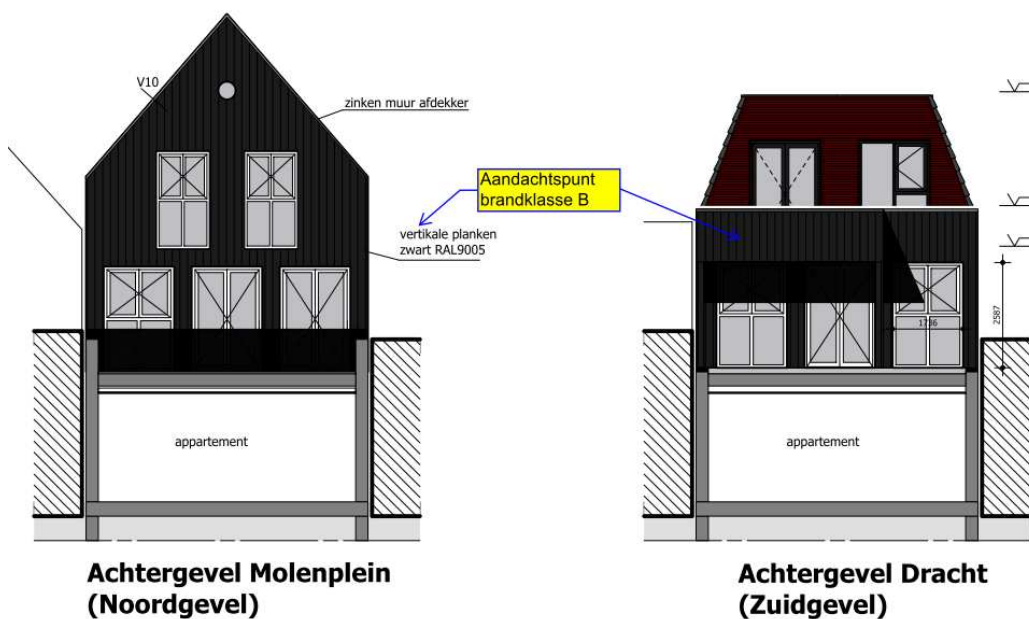 V10
zinken muur afdekker
Aandachtspunt
brandklasse B
vertikale planken
zwart RAL9005
1736
2587
appartement
appartement
Achtergevel Molenplein
(Noordgevel)
Achtergevel Dracht
(Zuidgevel)